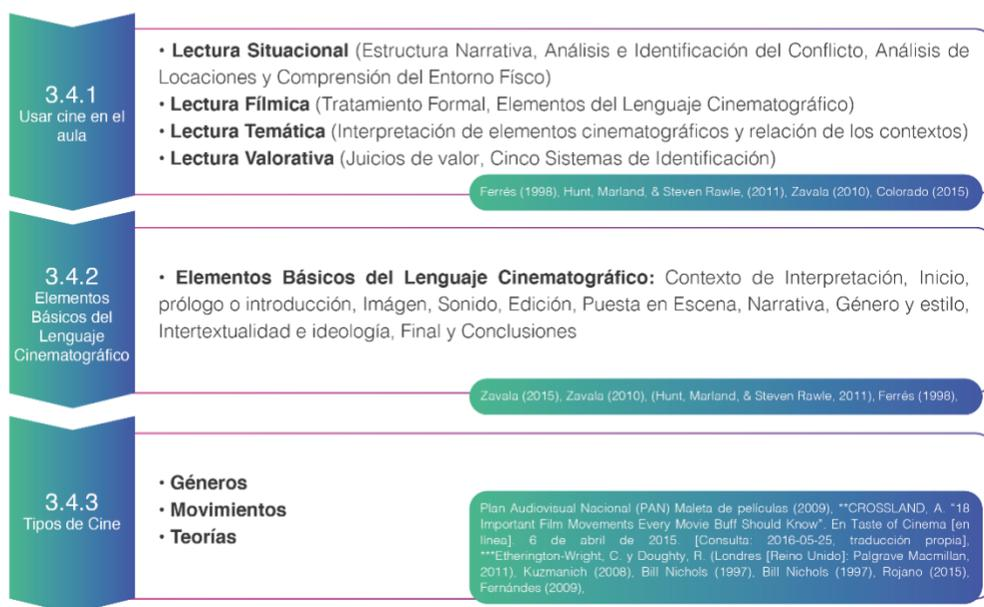 3.4.1
Usar cine en el
aula
• Lectura Situacional (Estructura Narrativa, Análisis e Identificación del Conflicto, Análisis de
Locaciones y Comprensión del Entorno Físco)
• Lectura Fílmica (Tratamiento Formal, Elementos del Lenguaje Cinematográfico)
• Lectura Temática (Interpretación de elementos cinematográficos y relación de los contextos)
• Lectura Valorativa (Juicios de valor, Cinco Sistemas de Identificación)
Ferrés (1998), Hunt, Marland, & Steven Rawle, (2011), Zavala (2010), Colorado (2015)
3.4.2
Elementos
Básicos del
Lenguaje
Cinematográfico
• Elementos Básicos del Lenguaje Cinematográfico: Contexto de Interpretación, Inicio,
prólogo o introducción, Imágen, Sonido, Edición, Puesta en Escena, Narrativa, Género y estilo,
Intertextualidad e ideología, Final y Conclusiones
Zavala (2015), Zavala (2010), (Hunt, Marland, & Steven Rawle, 2011), Ferrés (1998),
3.4.3
Tipos de Cine
• Géneros
• Movimientos
• Teorías
Plan Audiovisual Nacional (PAN) Maleta de películas (2009), **CROSSLAND, A. "18
Important Film Movements Every Movie Buff Should Know". En Taste of Cinema [en
linea]. 6 de abril de 2015. [Consulta: 2016-05-25, traducción propia],
***Etherington-Wright, C. y Doughty, R. (Londres [Reino Unido]: Palgrave Macmillan,
2011), Kuzmanich (2008), Bill Nichols (1997), Bill Nichols (1997), Rojano (2015),
Fernándes (2009),